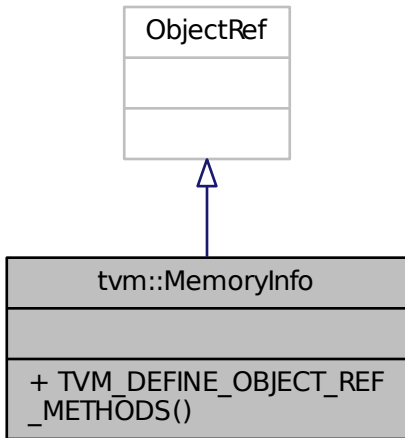 ObjectRef
tvm::MemoryInfo
+ TVM_DEFINE_OBJECT_REF
_METHODS()